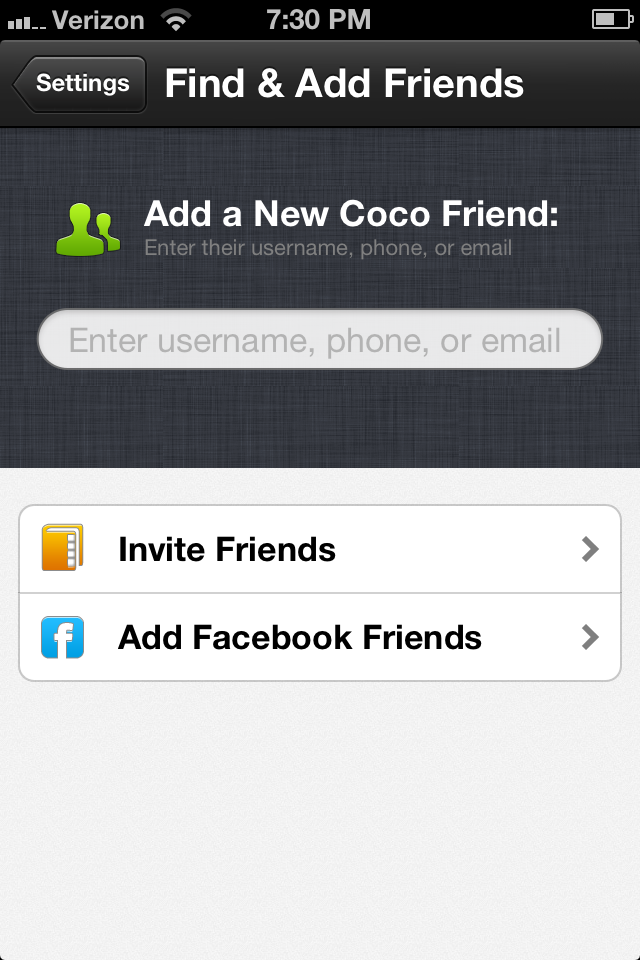 Verizon 7:30 PM
Settings Find & Add Friends
Add a New Coco Friend:
Enter their username, phone, or email
Enter username, phone, or email
Invite Friends
Add Facebook Friends